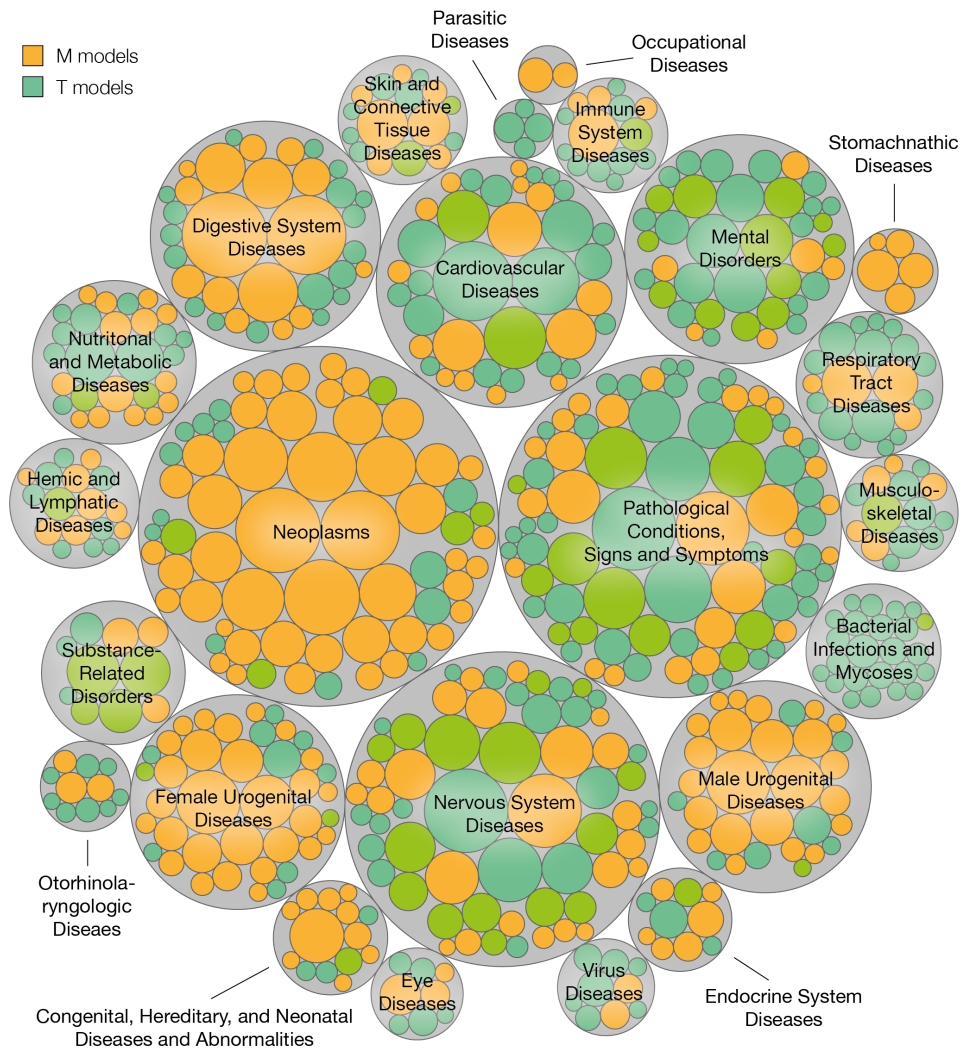 Parasitic
Diseases
Occupational
Diseases
M models
T models
Skin and
Connective
Tissue
Diseases
Immune
System
Diseases
Stomachnathic
Diseases
Digestive System
Diseases
Mental
Disorders
Cardiovascular
Diseases
Nutritonal
and Metabolic
Diseases
Respiratory
Tract
Diseases
Hemic and
Lymphatic
Diseases
Neoplasms
Pathological
Conditions,
Signs and Symptoms
Musculo-
skeletal
Diseases
Substance-
Related
Disorders
Bacterial
Infections and
Mycoses
Female Urogenital
Diseases
Nervous System
Diseases
Male Urogenital
Diseases
Otorhinola-
ryngologic
Diseaes
Eye
Diseases
Virus
Diseases
Endocrine System
Diseases
Congenital, Hereditary, and Neonatal
Diseases and Abnormalities